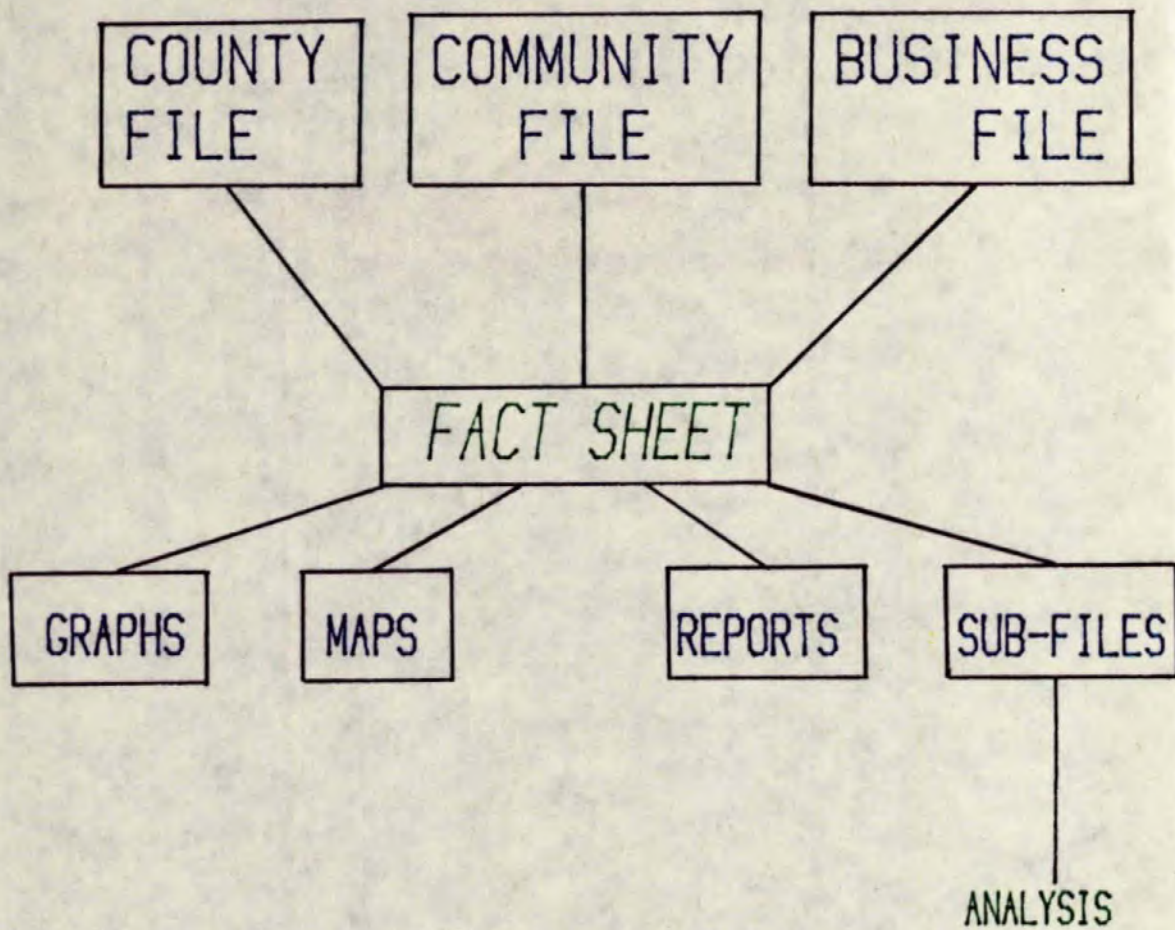 COUNTY
FILE
COMMUNITY
FILE
BUSINESS
FILE
FACT SHEET
GRAPHS
MAPS
REPORTS
SUB-FILES
ANALYSIS